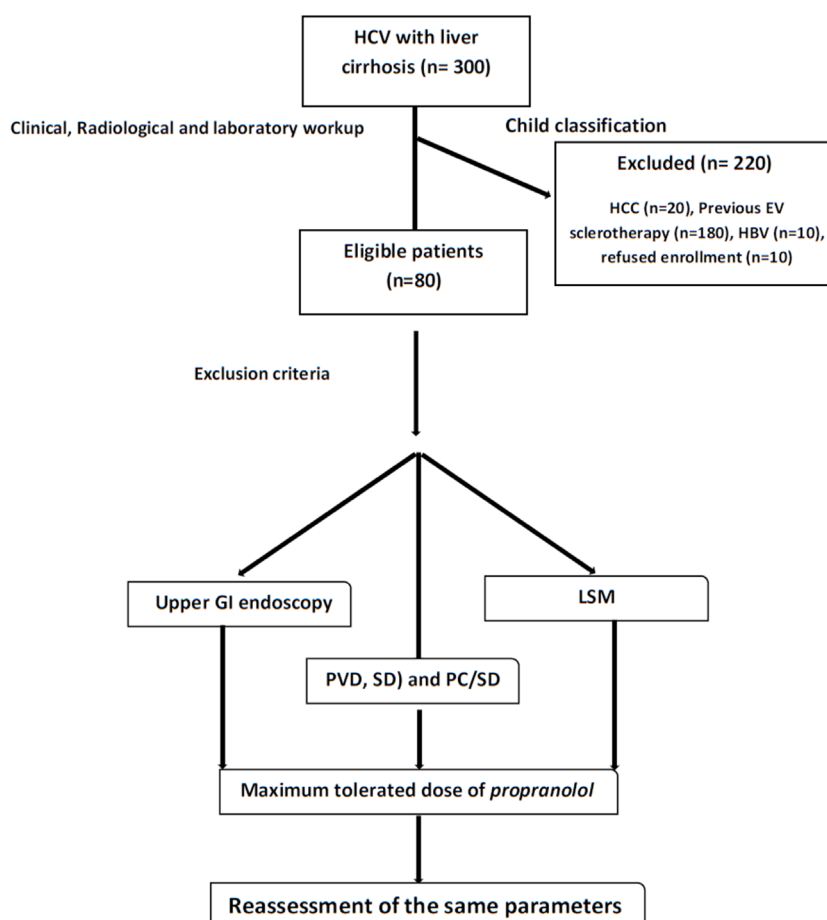 HCV with liver
cirrhosis (n= 300)
Clinical, Radiological and laboratory workup
Child classification
Excluded (n= 220)
HCC (n=20), Previous EV
sclerotherapy (n=180), HBV (n=10),
refused enrollment (n=10)
Eligible patients
(n=80)
Exclusion criteria
Upper GI endoscopy
LSM
PVD, SD) and PC/SD
Maximum tolerated dose of propranolol
Reassessment of the same parameters